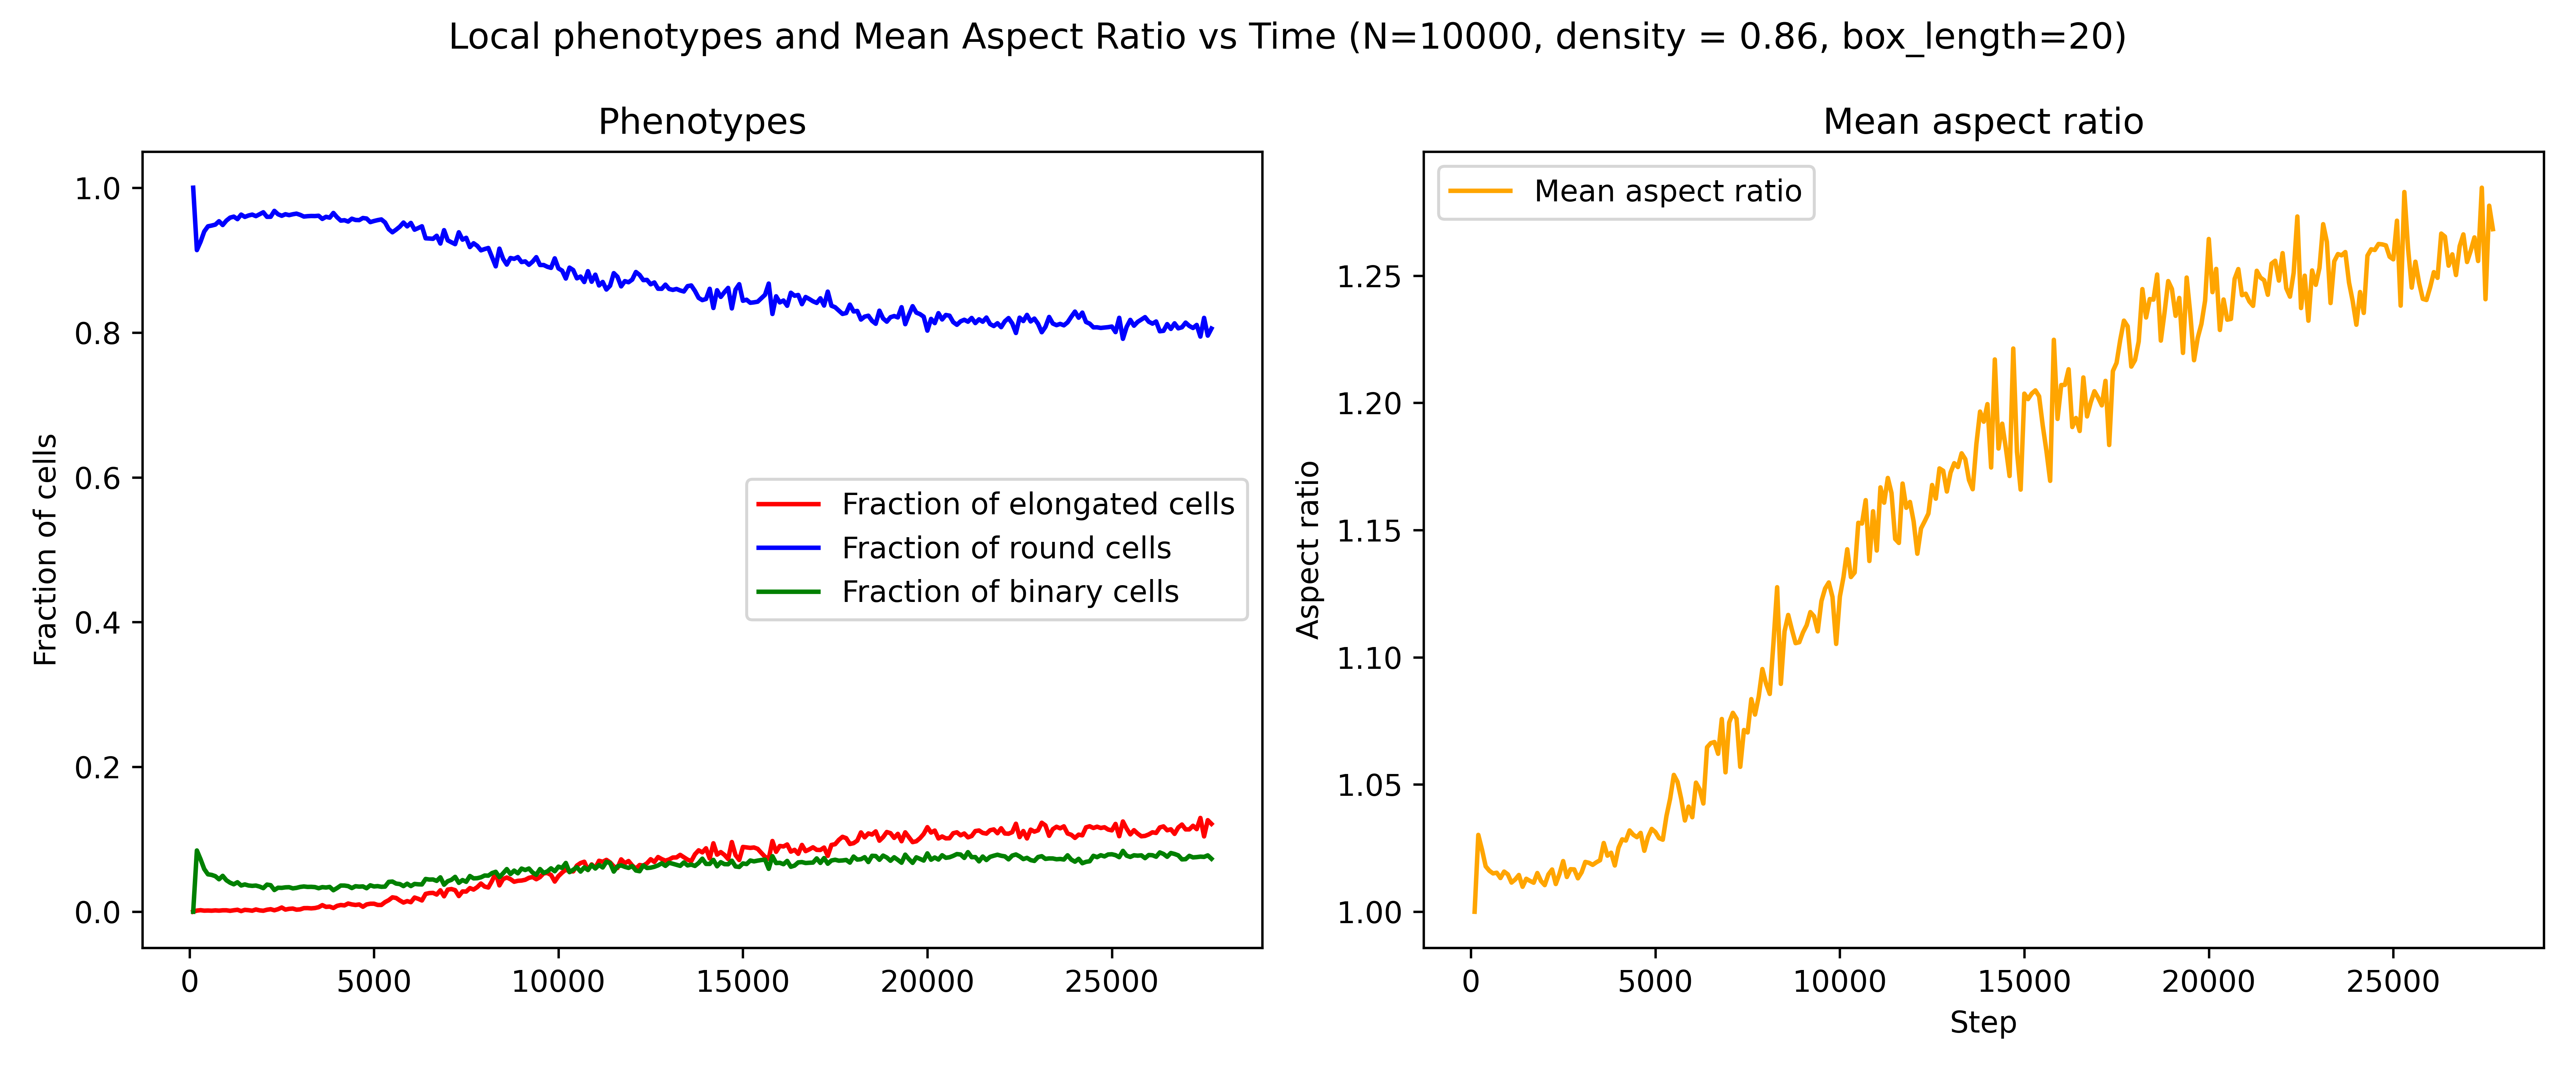 Local phenotypes and Mean Aspect Ratio vs Time (N=10000, density = 0.86, box_length=20)
Phenotypes
Fraction of cells
1.0
0.8
0.6
0.4
0.2
0.0
Fraction of elongated cells
Fraction of round cells
Fraction of binary cells
0 5000 10000 15000 20000 25000
Mean aspect ratio
Mean aspect ratio
Aspect ratio
1.25
1.20
1.15
1.10
1.05
1.00
0 5000 10000 15000 20000 25000
Step